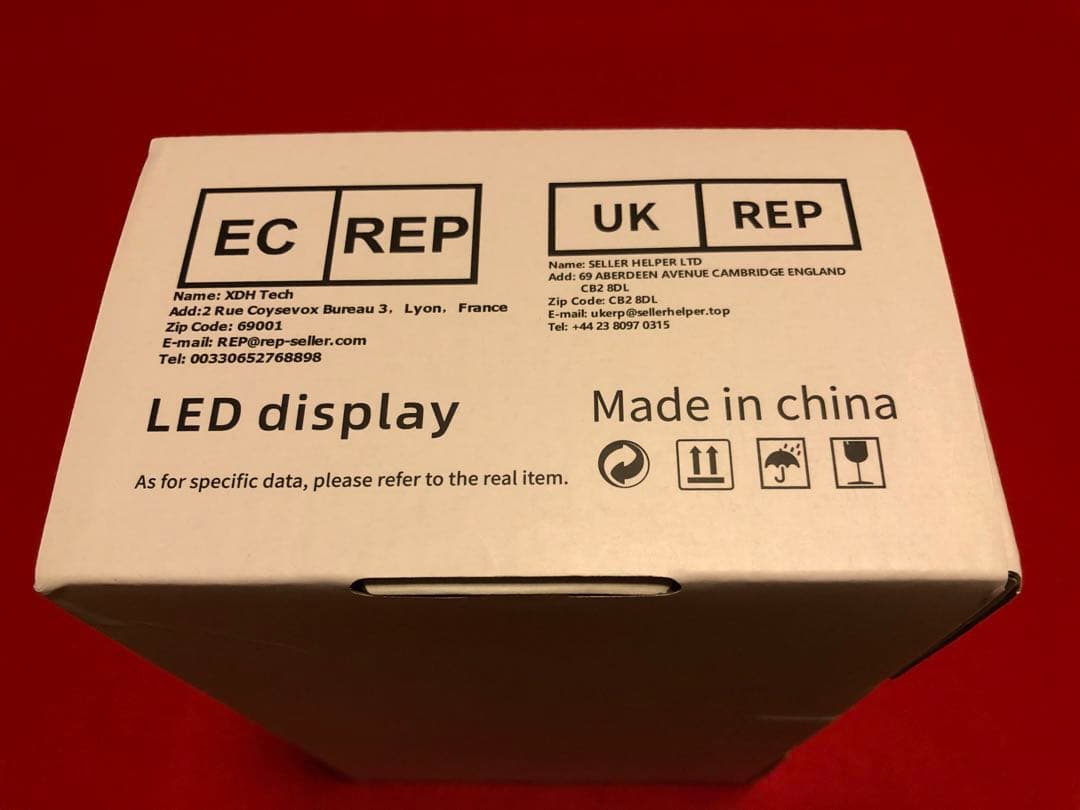 EC REP
Name: XDH Tech
Add:2 Rue Coysevox Bureau 3, Lyon, France
Zip Code: 69001
E-mail: REP@rep-seller.com
Tel: 00330652768898
UK REP
Name: SELLER HELPER LTD
Add: 69 ABERDEEN AVENUE CAMBRIDGE ENGLAND
CB2 8DL
Zip Code: CB2 8DL
E-mail: ukerp@sellerhelper.top
Tel: +44 23 8097 0315
LED display
As for specific data, please refer to the real item.
Made in china